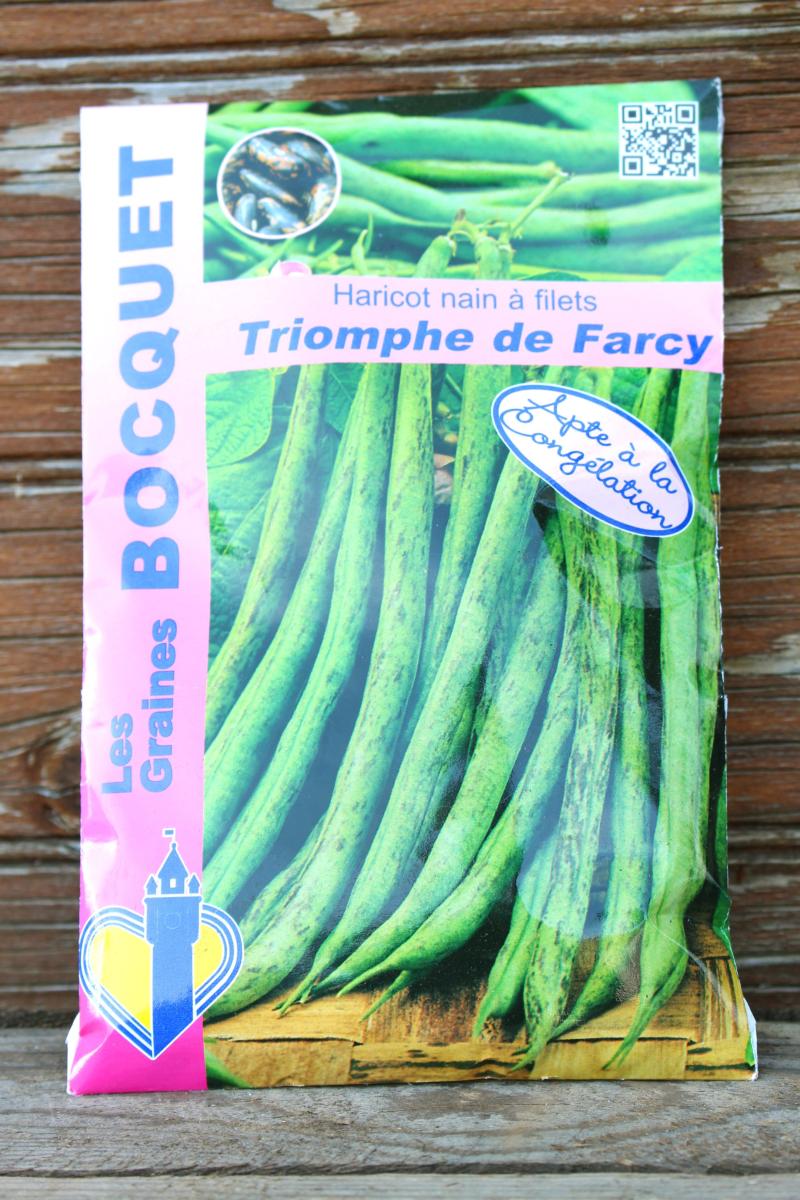 Les
Graines BOCQUET
Haricot nain à filets
Triomphe de Farcy
Apte à la
Congélation